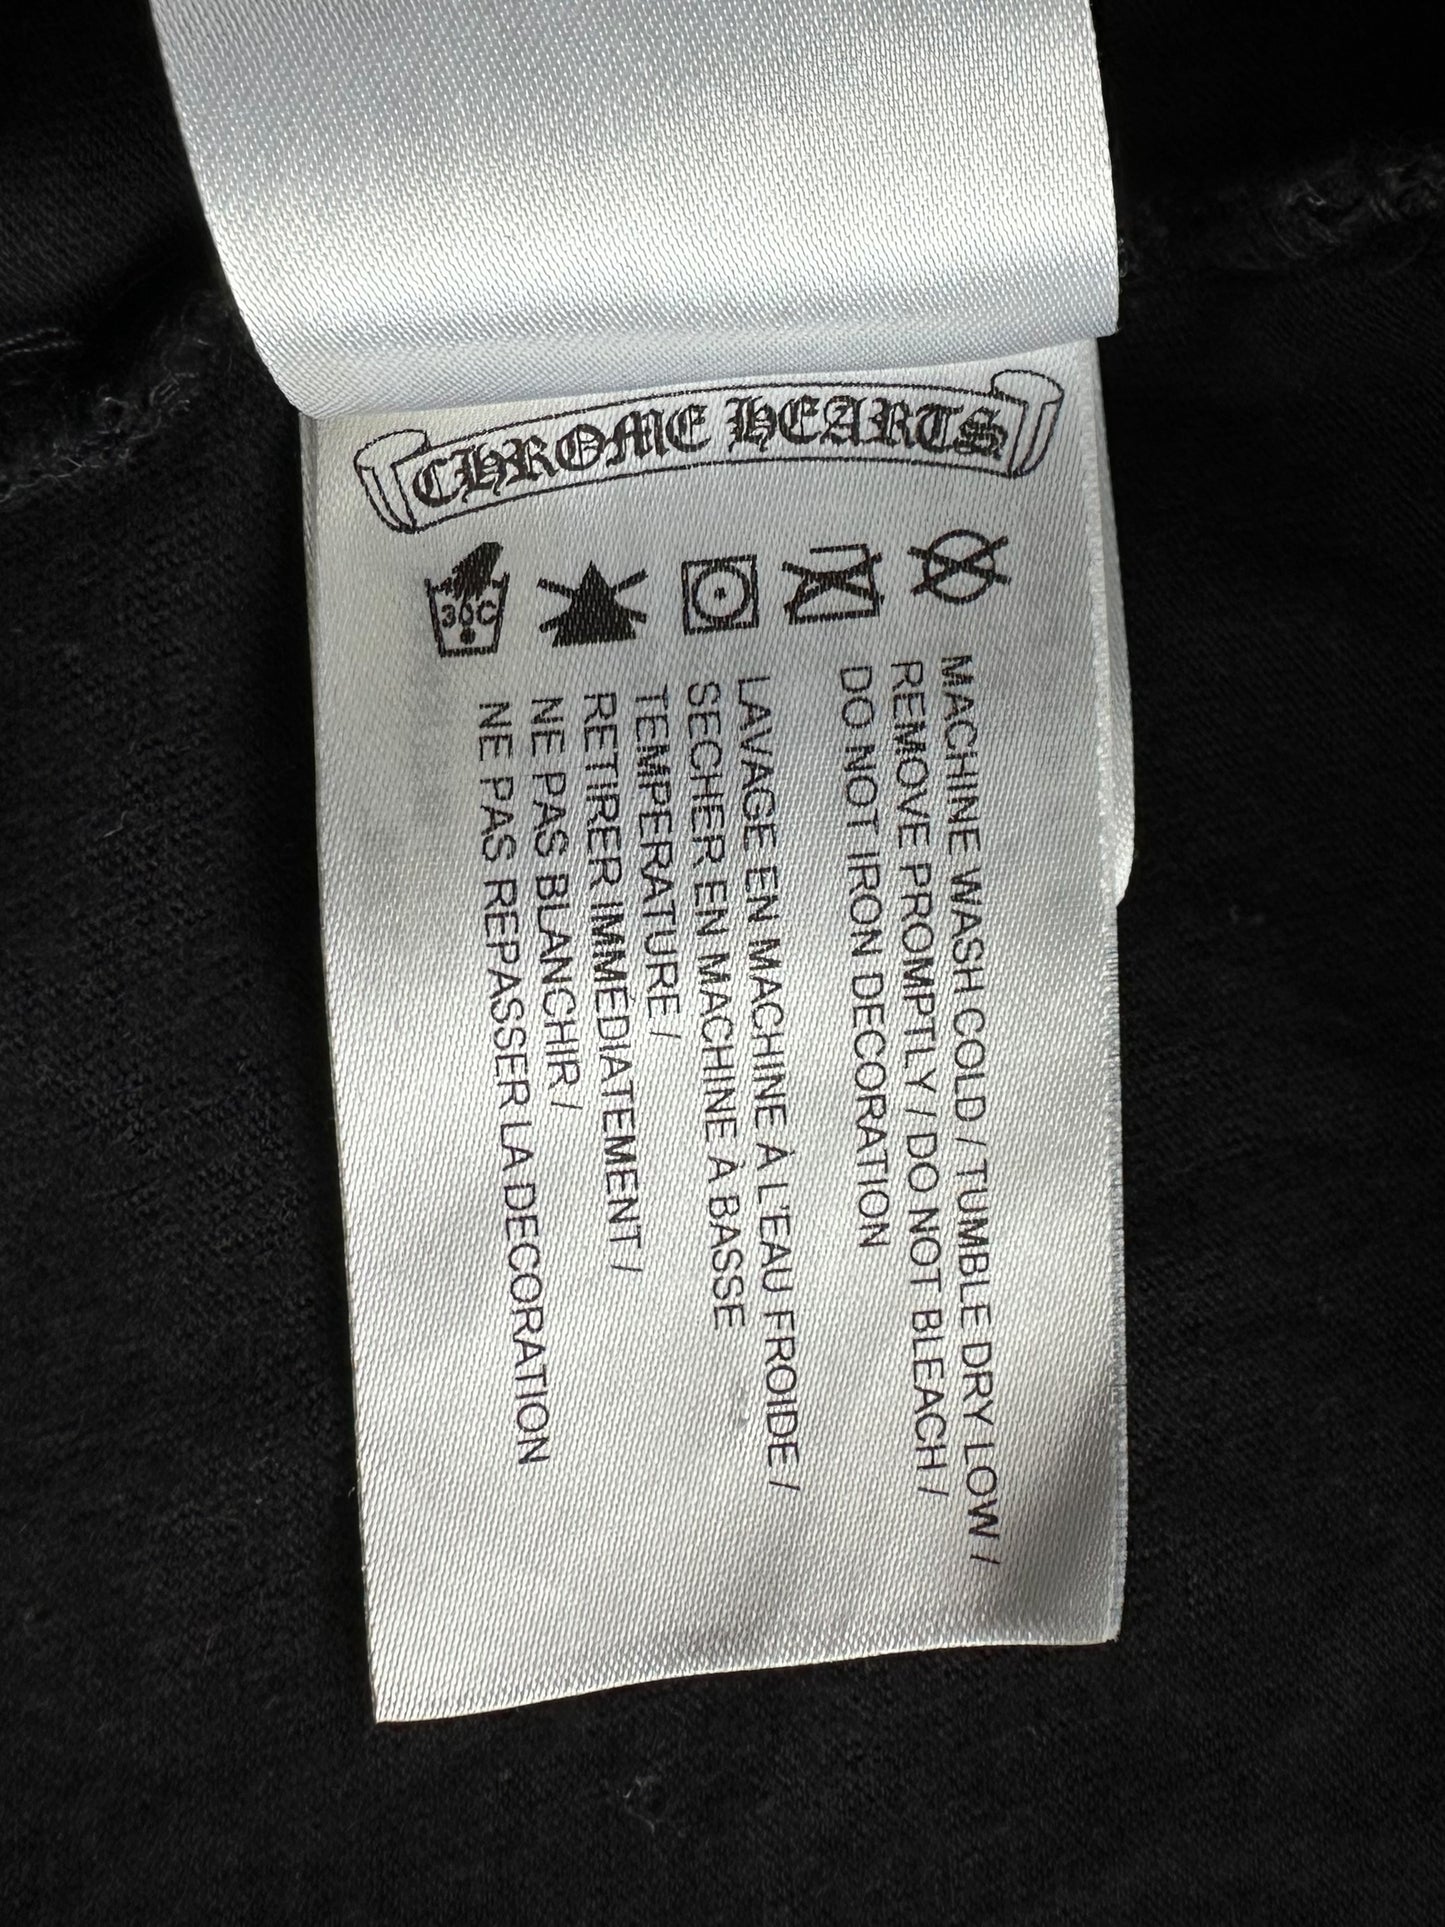 CHROME HEARTS
30C
MACHINE WASH COLD / TUMBLE DRY LOW /
REMOVE PROMPTLY / DO NOT BLEACH /
DO NOT IRON DECORATION
LAVAGE EN MACHINE À L'EAU FROIDE /
SECHER EN MACHINE À BASSE
TEMPERATURE /
RETIRER IMMÉDIATEMENT /
NE PAS BLANCHIR /
NE PAS REPASSER LA DECORATION